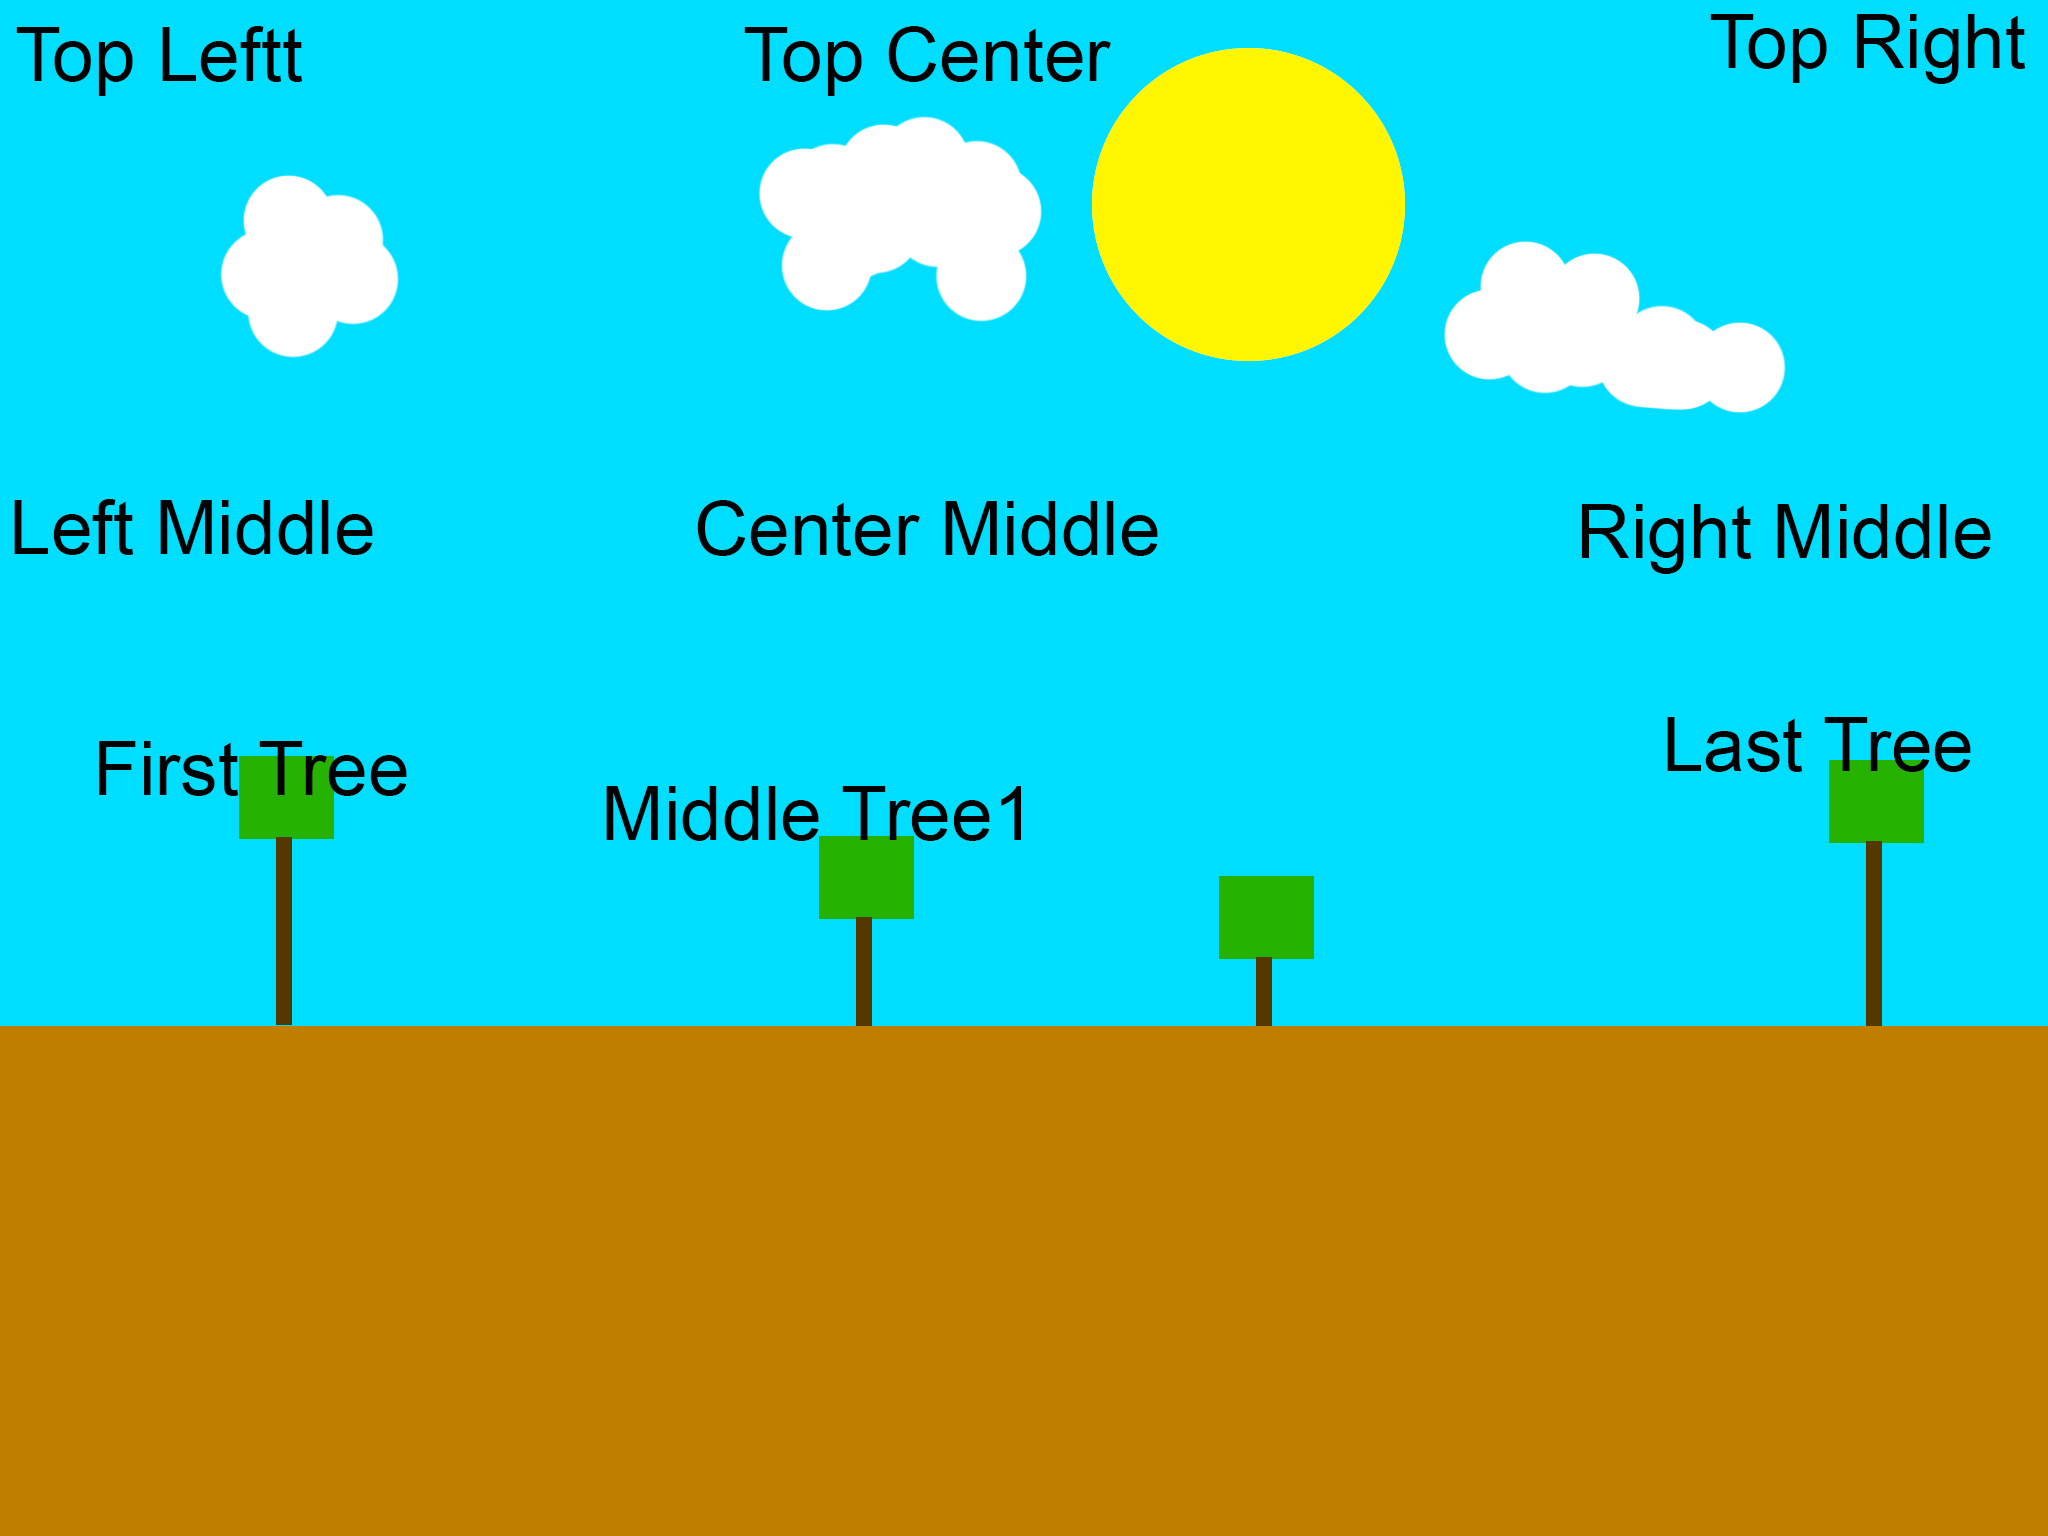 Top Leftt
Top Center
Top Right
Left Middle
Center Middle
Right Middle
First Tree
Middle Tree1
Last Tree